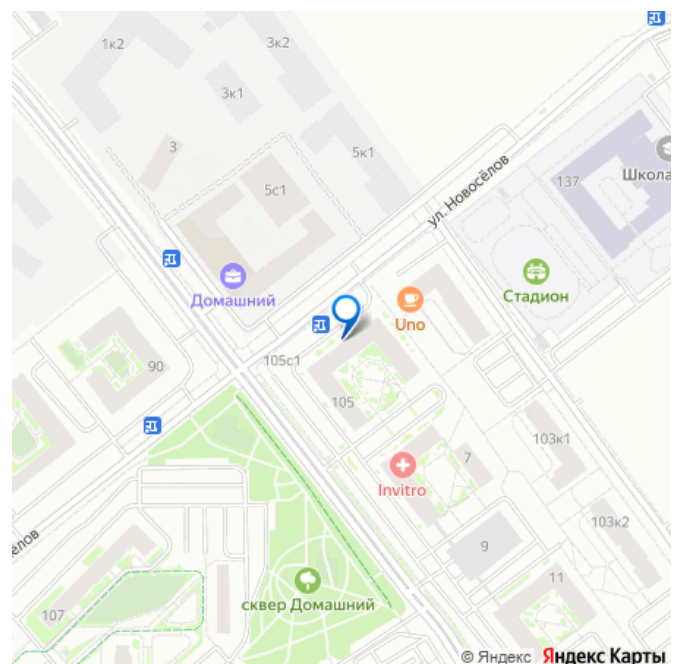 1к2
3к2
3к1
3
5к1
5с1
ул. Новосёлов
137
Школа
Домашний
Стадион
Uno
105с1
90
105
103к1
7
Invitro
ёлов
9
103к2
11
сквер Домашний
107
© Яндекс Яндекс Карты